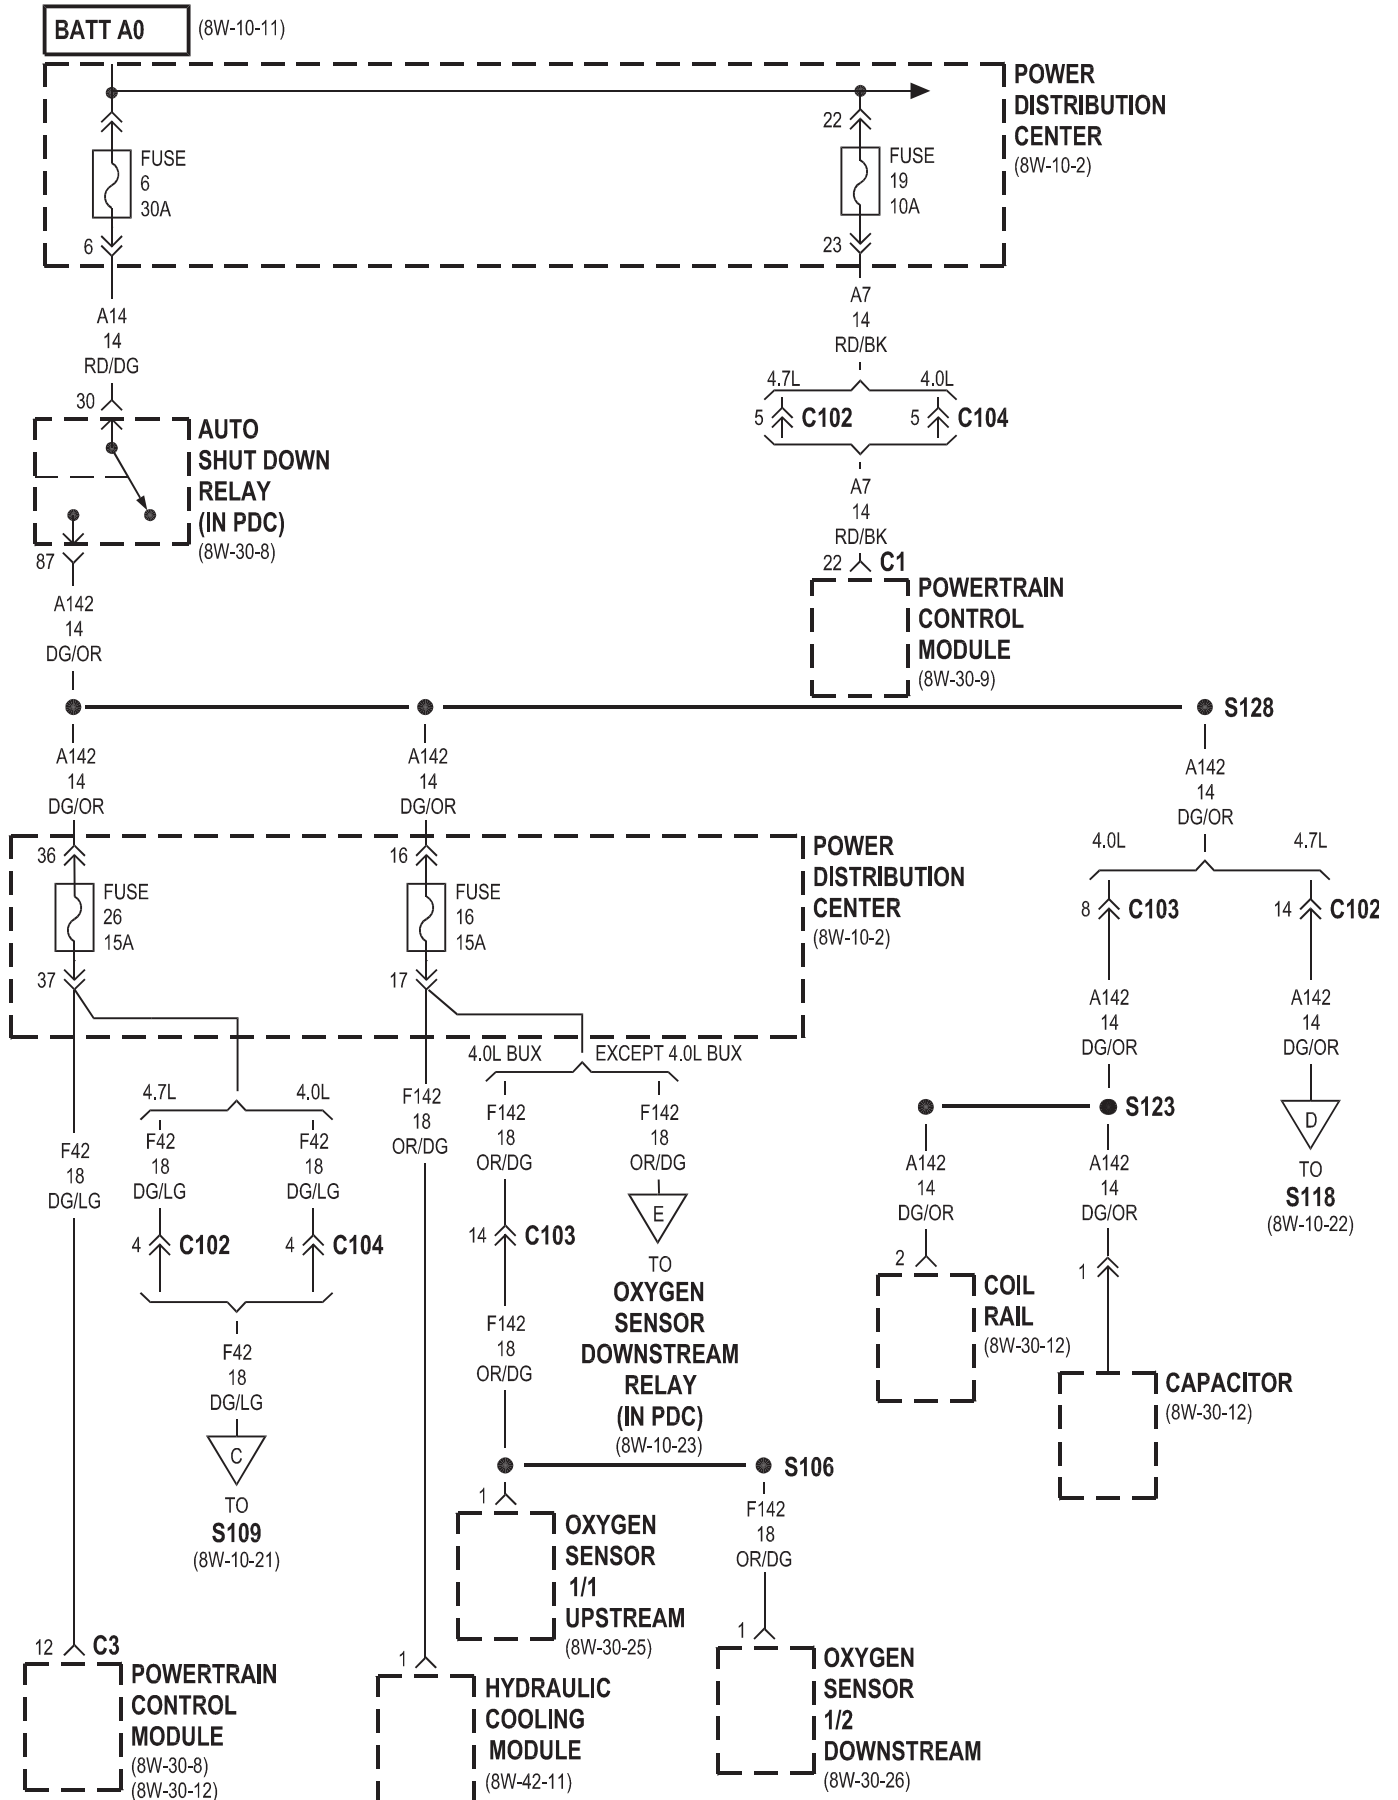 BATT A0
(8W-10-11)
POWER
DISTRIBUTION
CENTER
(8W-10-2)
FUSE
6
30A
6
22
FUSE
19
10A
23
A14
14
RD/DG
30
AUTO
SHUT DOWN
RELAY
(IN PDC)
(8W-30-8)
87
A142
14
DG/OR
A7
14
RD/BK
4.7L
4.0L
5
C102
5
C104
A7
14
RD/BK
22
C1
POWERTRAIN
CONTROL
MODULE
(8W-30-9)
S128
A142
14
DG/OR
A142
14
DG/OR
A142
14
DG/OR
36
FUSE
26
15A
37
16
FUSE
16
15A
17
POWER
DISTRIBUTION
CENTER
(8W-10-2)
4.0L
4.7L
8
C103
14
C102
A142
14
DG/OR
A142
14
DG/OR
S123
D
TO
S118
(8W-10-22)
A142
14
DG/OR
A142
14
DG/OR
2
COIL
RAIL
(8W-30-12)
1
CAPACITOR
(8W-30-12)
F42
18
DG/LG
4.7L
4.0L
F42
18
DG/LG
F42
18
DG/LG
4
C102
4
C104
F42
18
DG/LG
C
TO
S109
(8W-10-21)
F142
18
OR/DG
4.0L BUX
EXCEPT 4.0L BUX
F142
18
OR/DG
F142
18
OR/DG
14
C103
E
TO
OXYGEN
SENSOR
DOWNSTREAM
RELAY
(IN PDC)
(8W-10-23)
F142
18
OR/DG
S106
1
OXYGEN
SENSOR
1/1
UPSTREAM
(8W-30-25)
F142
18
OR/DG
1
OXYGEN
SENSOR
1/2
DOWNSTREAM
(8W-30-26)
12
C3
POWERTRAIN
CONTROL
MODULE
(8W-30-8)
(8W-30-12)
1
HYDRAULIC
COOLING
MODULE
(8W-42-11)